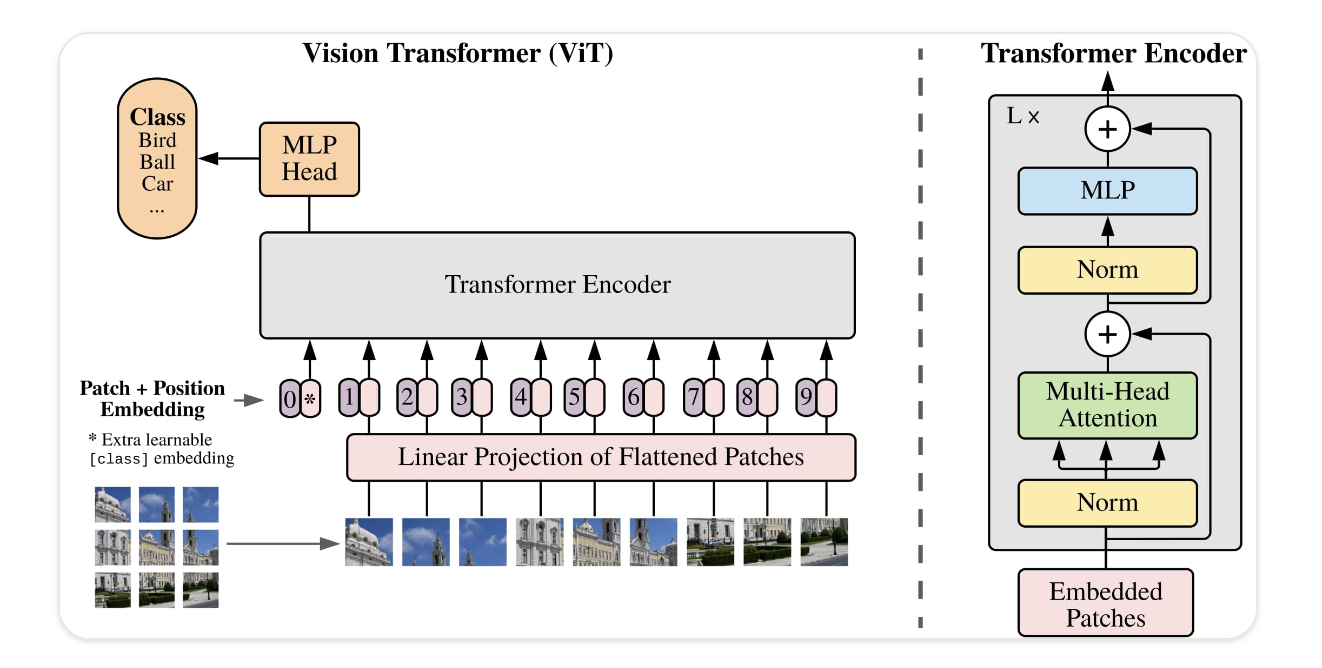 Vision Transformer (ViT)
Class
Bird
Ball
Car
...
MLP
Head
Transformer Encoder
Patch + Position
Embedding
0 * 1 2 3 4 5 6 7 8 9
* Extra learnable
[class] embedding
Linear Projection of Flattened Patches
Transformer Encoder
L ×
+
MLP
Norm
+
Multi-Head
Attention
Norm
Embedded
Patches